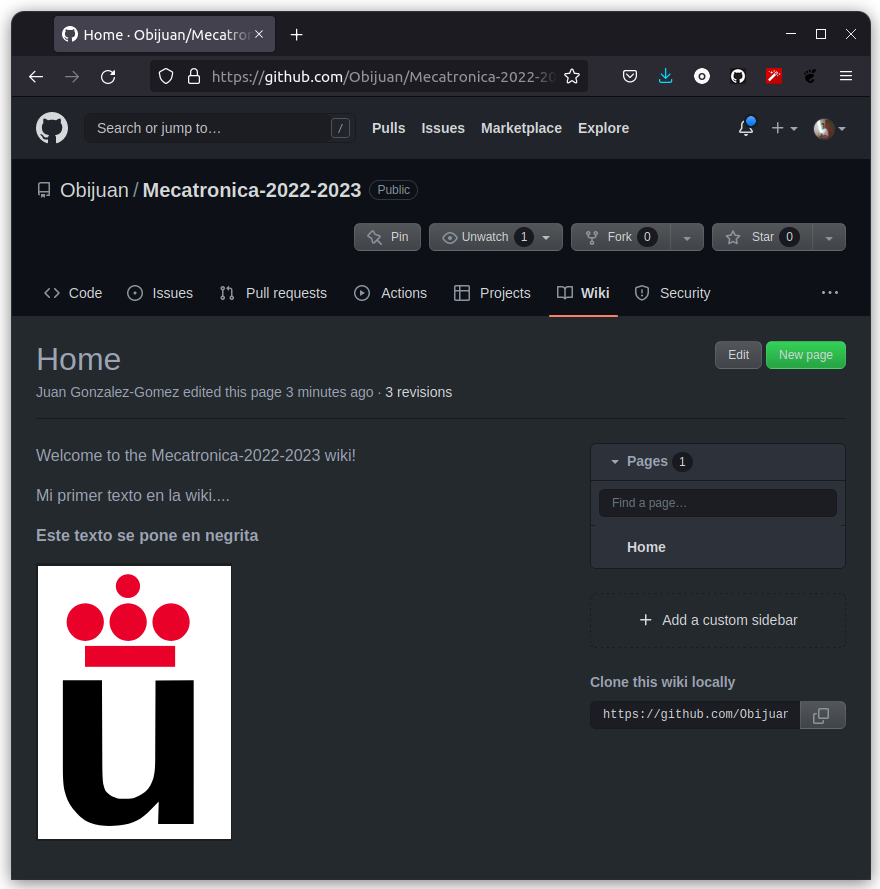 Home · Obijuan/Mecatron
https://github.com/Obijuan/Mecatronica-2022-20
Search or jump to…
/
Pulls
Issues
Marketplace
Explore
Obijuan / Mecatronica-2022-2023
Public
Pin
Unwatch 1
Fork 0
Star 0
Code
Issues
Pull requests
Actions
Projects
Wiki
Security
Home
Edit
New page
Juan Gonzalez-Gomez edited this page 3 minutes ago · 3 revisions
Welcome to the Mecatronica-2022-2023 wiki!
Mi primer texto en la wiki....
Este texto se pone en negrita
u
Pages 1
Find a page…
Home
Add a custom sidebar
Clone this wiki locally
https://github.com/Obijuar